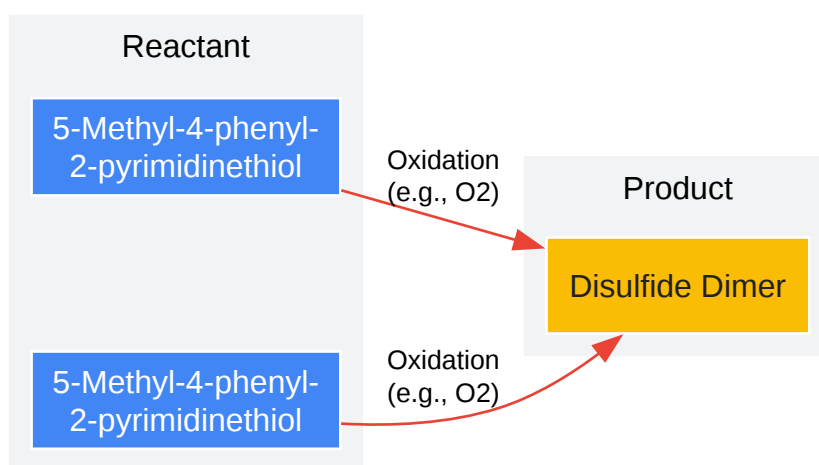 Reactant
5-Methyl-4-phenyl-
2-pyrimidinethiol
Oxidation
(e.g., O2)
Product
Disulfide Dimer
5-Methyl-4-phenyl-
2-pyrimidinethiol
Oxidation
(e.g., O2)